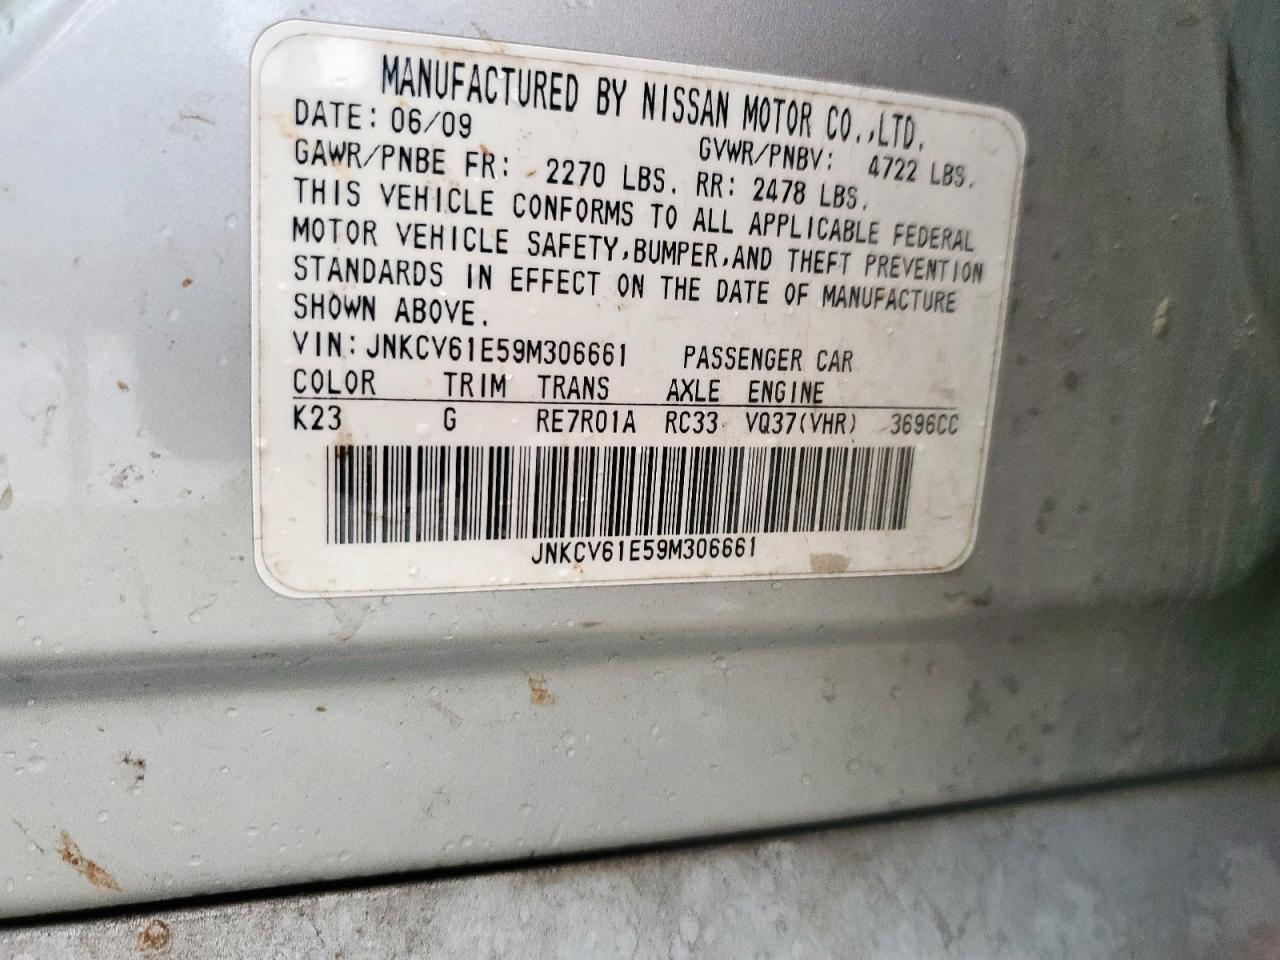 MANUFACTURED BY NISSAN MOTOR CO.,LTD.
DATE: 06/09 GVWR/PNBV: 4722 LBS.
GAWR/PNBE FR: 2270 LBS. RR: 2478 LBS.
THIS VEHICLE CONFORMS TO ALL APPLICABLE FEDERAL
MOTOR VEHICLE SAFETY,BUMPER,AND THEFT PREVENTION
STANDARDS IN EFFECT ON THE DATE OF MANUFACTURE
SHOWN ABOVE.
VIN: JNKCV61E59M306661 PASSENGER CAR
COLOR TRIM TRANS AXLE ENGINE
K23 G RE7R01A RC33 VQ37(VHR) 3696CC
JNKCV61E59M306661